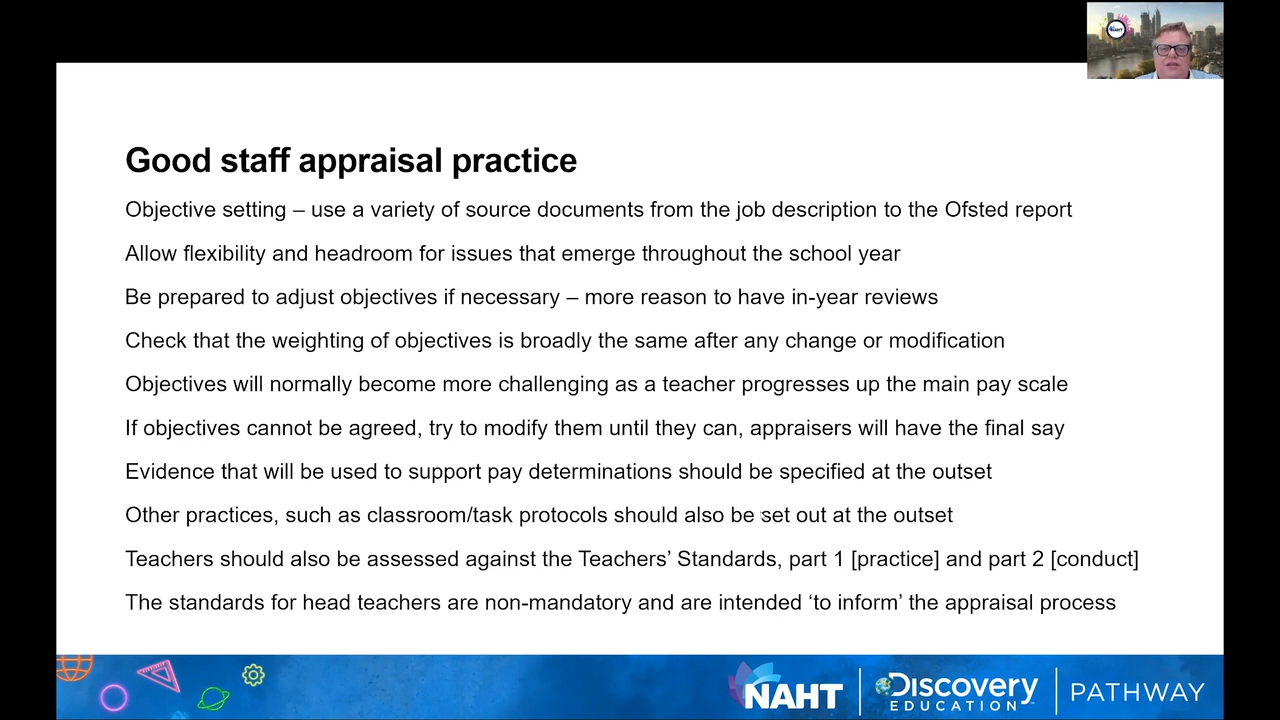 NAHT
Good staff appraisal practice
Objective setting – use a variety of source documents from the job description to the Ofsted report
Allow flexibility and headroom for issues that emerge throughout the school year
Be prepared to adjust objectives if necessary – more reason to have in-year reviews
Check that the weighting of objectives is broadly the same after any change or modification
Objectives will normally become more challenging as a teacher progresses up the main pay scale
If objectives cannot be agreed, try to modify them until they can, appraisers will have the final say
Evidence that will be used to support pay determinations should be specified at the outset
Other practices, such as classroom/task protocols should also be set out at the outset
Teachers should also be assessed against the Teachers’ Standards, part 1 [practice] and part 2 [conduct]
The standards for head teachers are non-mandatory and are intended ‘to inform’ the appraisal process
NAHT
Discovery
EDUCATION
PATHWAY